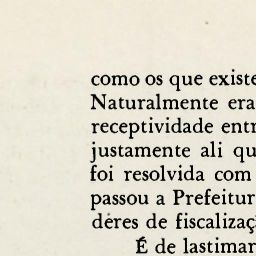 como os que existe
Naturalmente era
receptividade entr
justamente ali qu
foi resolvida com
passou a Prefeitur
deres de fiscalizaç
É de lastimar